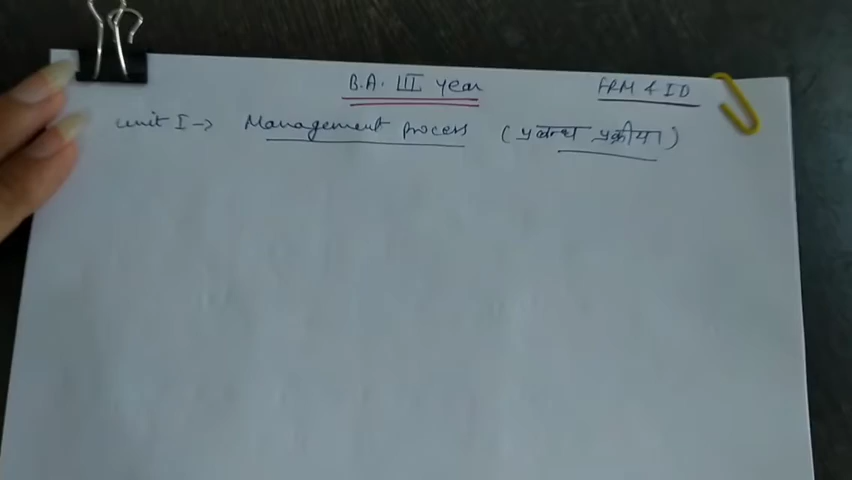 B.A. III year FRM & ID
unit I → Management process (प्रबन्ध प्रक्रीया)